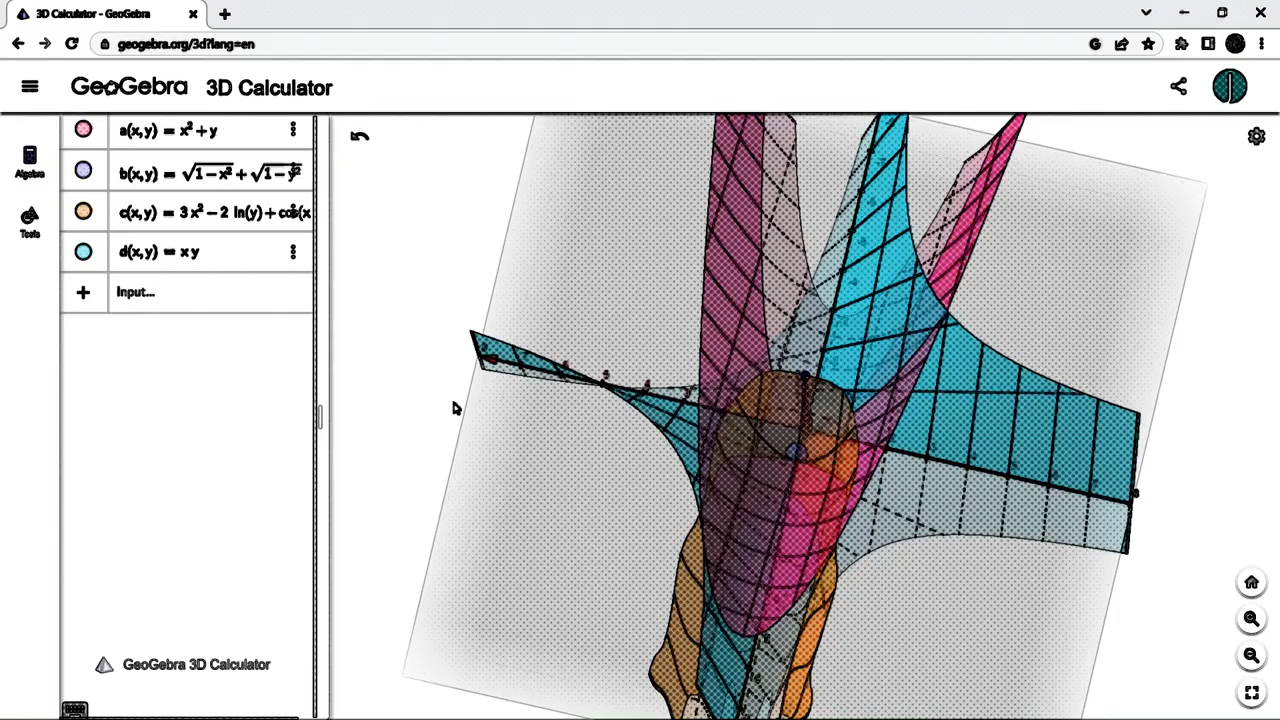 3D Calculator - GeoGebra
geogebra.org/3d?lang=en
GeoGebra 3D Calculator
a(x,y) = x² + y
b(x,y) = √1 − x² + √1 − y²
Algebra
c(x,y) = 3 x² − 2 ln(y) + cos(x
Tools
d(x,y) = x y
Input...
GeoGebra 3D Calculator